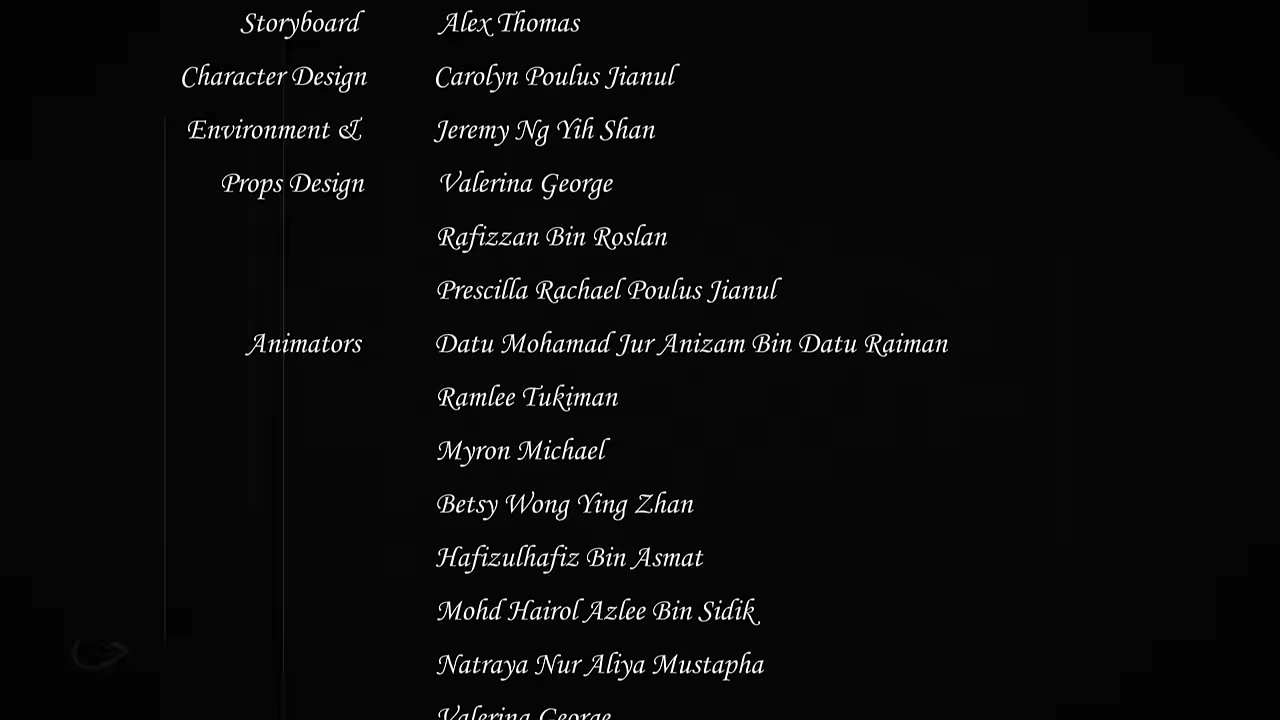 Storyboard Alex Thomas
Character Design Carolyn Poulus Jianul
Environment & Jeremy Ng Yih Shan
Props Design Valerina George
Rafizzan Bin Roslan
Prescilla Rachael Poulus Jianul
Animators Datu Mohamad Jur Anizam Bin Datu Raiman
Ramlee Tukiman
Myron Michael
Betsy Wong Ying Zhan
Hafizulhafiz Bin Asmat
Mohd Hairol Azlee Bin Sidik
Natraya Nur Aliya Mustapha
Valerina George